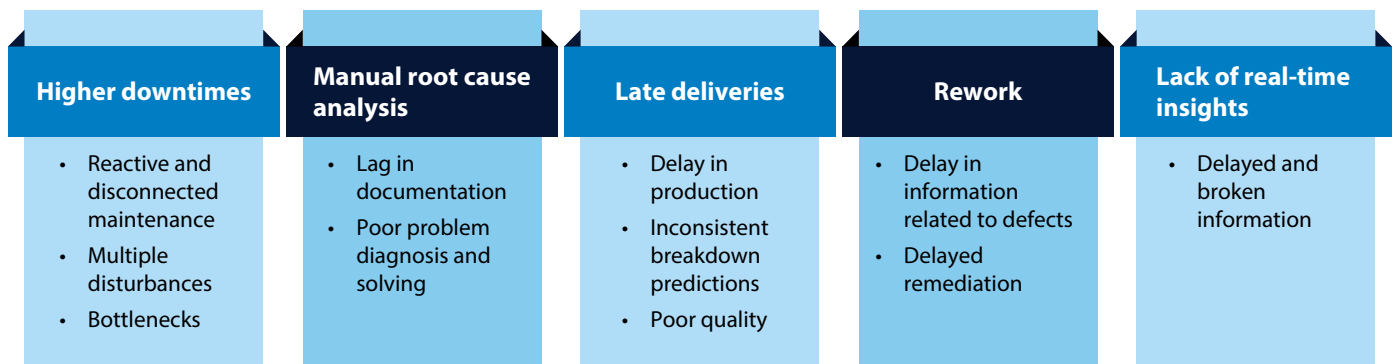 Higher downtimes
• Reactive and
disconnected
maintenance
• Multiple
disturbances
• Bottlenecks
Manual root cause
analysis
• Lag in
documentation
• Poor problem
diagnosis and
solving
Late deliveries
• Delay in
production
• Inconsistent
breakdown
predictions
• Poor quality
Rework
• Delay in
information
related to defects
• Delayed
remediation
Lack of real-time
insights
• Delayed and
broken
information